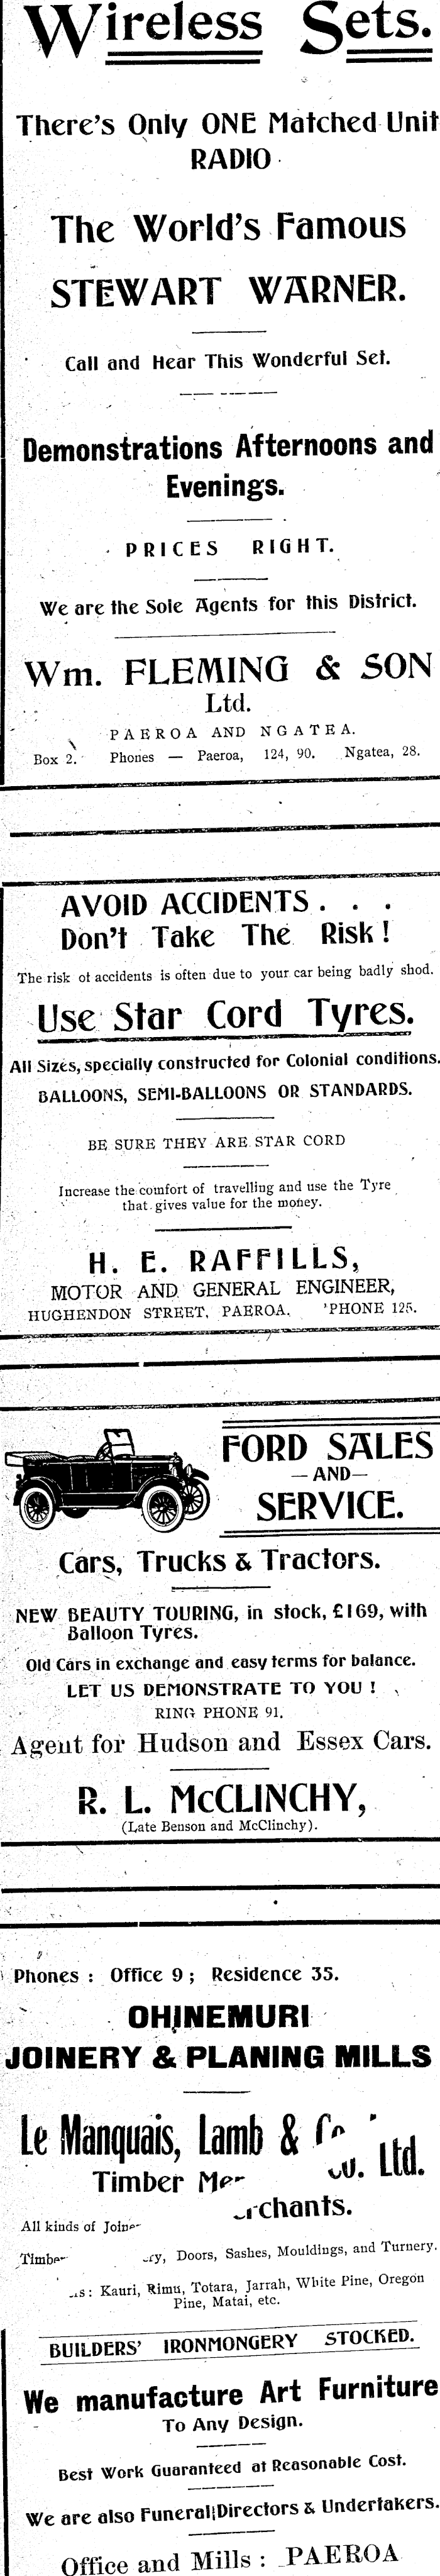 Wireless Sets.
There's Only ONE Matched Unit
RADIO
The World's Famous
STEWART WARNER.
Call and Hear This Wonderful Set.
Demonstrations Afternoons and
Evenings.
PRICES RIGHT.
We are the Sole Agents for this District.
Wm. FLEMING & SON
Ltd.
PAEROA AND NGATEA.
Box 2. Phones — Paeroa, 124, 90. Ngatea, 28.
AVOID ACCIDENTS . . .
Don't Take The Risk!
The risk of accidents is often due to your car being badly shod.
Use Star Cord Tyres.
All Sizes, specially constructed for Colonial conditions.
BALLOONS, SEMI-BALLOONS OR STANDARDS.
BE SURE THEY ARE STAR CORD
Increase the comfort of travelling and use the Tyre
that gives value for the money.
H. E. RAFFILLS,
MOTOR AND GENERAL ENGINEER,
HUGHENDON STREET, PAEROA. 'PHONE 125.
FORD SALES
—AND—
SERVICE.
Cars, Trucks & Tractors.
NEW BEAUTY TOURING, in stock, £169, with
Balloon Tyres.
Old Cars in exchange and easy terms for balance.
LET US DEMONSTRATE TO YOU !
RING PHONE 91.
Agent for Hudson and Essex Cars.
R. L. McCLINCHY,
(Late Benson and McClinchy).
Phones : Office 9 ; Residence 35.
OHINEMURI
JOINERY & PLANING MILLS
Le Manquais, Lamb & Co. Ltd.
Timber Merchants.
All kinds of Joinery, Doors, Sashes, Mouldings, and Turnery.
Timbers : Kauri, Rimu, Totara, Jarrah, White Pine, Oregon
Pine, Matai, etc.
BUILDERS' IRONMONGERY STOCKED.
We manufacture Art Furniture
To Any Design.
Best Work Guaranteed at Reasonable Cost.
We are also Funeral Directors & Undertakers.
Office and Mills : PAEROA